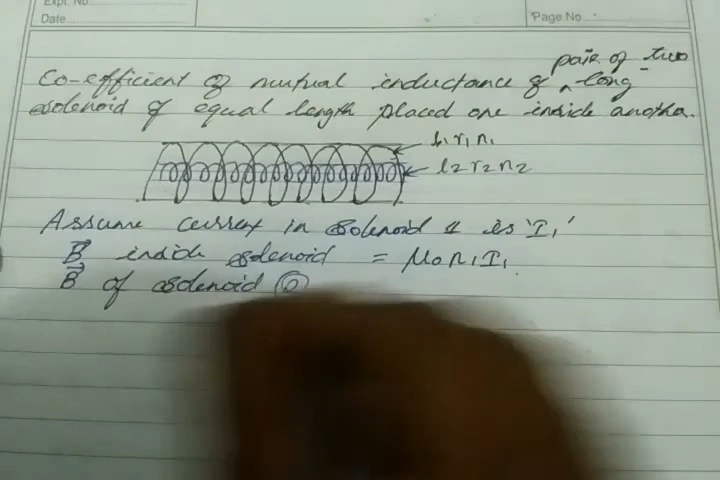 Expt. No
Date
Page No.
pair of two
Co-efficient of mutual inductance of ^ long
solenoid of equal length placed one inside another.
l1 r1 n1
l2 r2 n2
Assume current in solenoid 1 is 'I1'
B inside solenoid = μ0 n1 I1.
B of solenoid 2